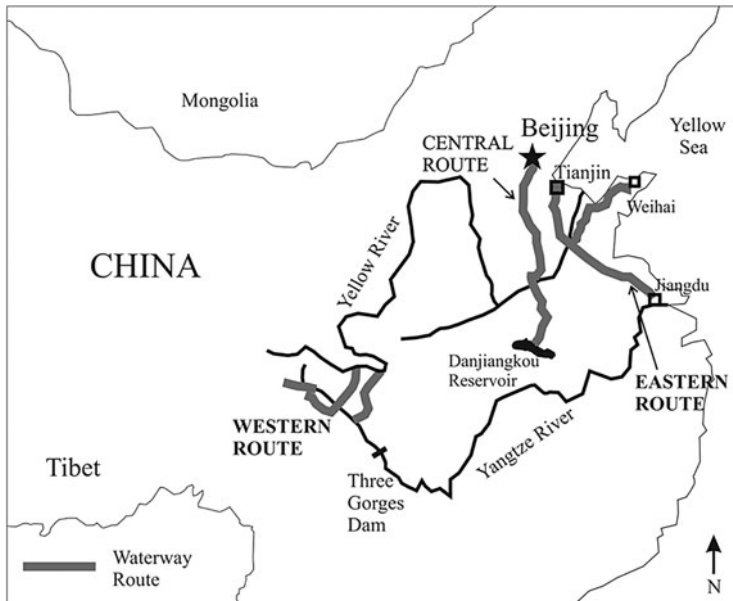 Mongolia
Beijing
Yellow
Sea
CENTRAL
ROUTE
Tianjin
Weihai
Yellow River
CHINA
Jiangdu
Danjiangkou
Reservoir
EASTERN
ROUTE
WESTERN
ROUTE
Yangtze River
Tibet
Three
Gorges
Dam
Waterway
Route
N